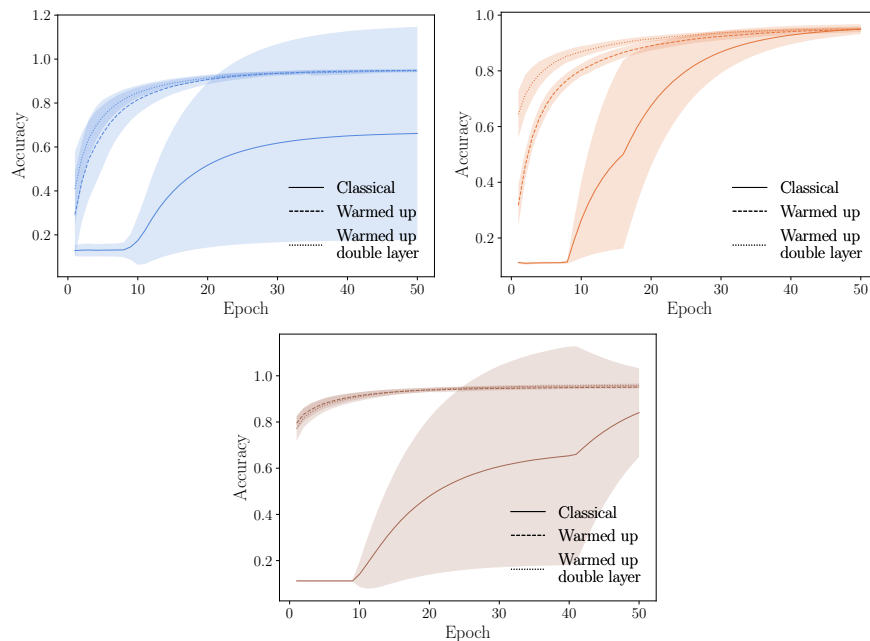 1.2
1.0
0.8
0.6
0.4
0.2
Accuracy
0 10 20 30 40 50
Epoch
Classical
Warmed up
Warmed up
double layer
1.0
0.8
0.6
0.4
0.2
Accuracy
0 10 20 30 40 50
Epoch
Classical
Warmed up
Warmed up
double layer
1.0
0.8
0.6
0.4
0.2
Accuracy
0 10 20 30 40 50
Epoch
Classical
Warmed up
Warmed up
double layer